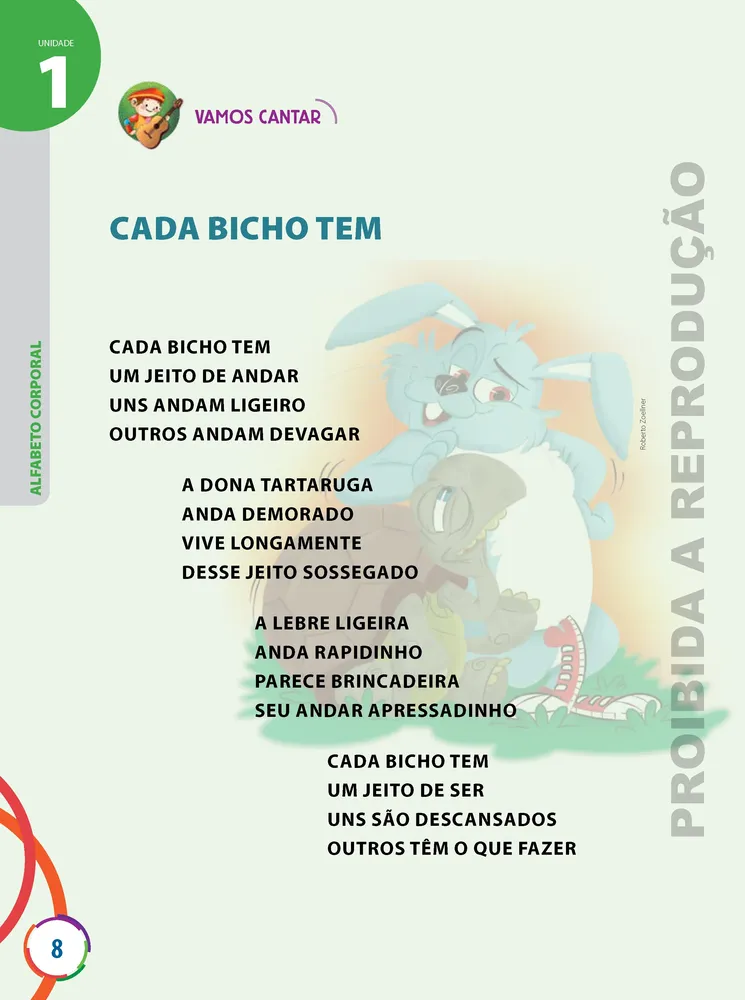 UNIDADE
1
VAMOS CANTAR
CADA BICHO TEM
CADA BICHO TEM
UM JEITO DE ANDAR
UNS ANDAM LIGEIRO
OUTROS ANDAM DEVAGAR
A DONA TARTARUGA
ANDA DEMORADO
VIVE LONGAMENTE
DESSE JEITO SOSSEGADO
A LEBRE LIGEIRA
ANDA RAPIDINHO
PARECE BRINCADEIRA
SEU ANDAR APRESSADINHO
CADA BICHO TEM
UM JEITO DE SER
UNS SÃO DESCANSADOS
OUTROS TÊM O QUE FAZER
ALFABETO CORPORAL
Roberto Zoellner
PROIBIDA A REPRODUÇÃO
8